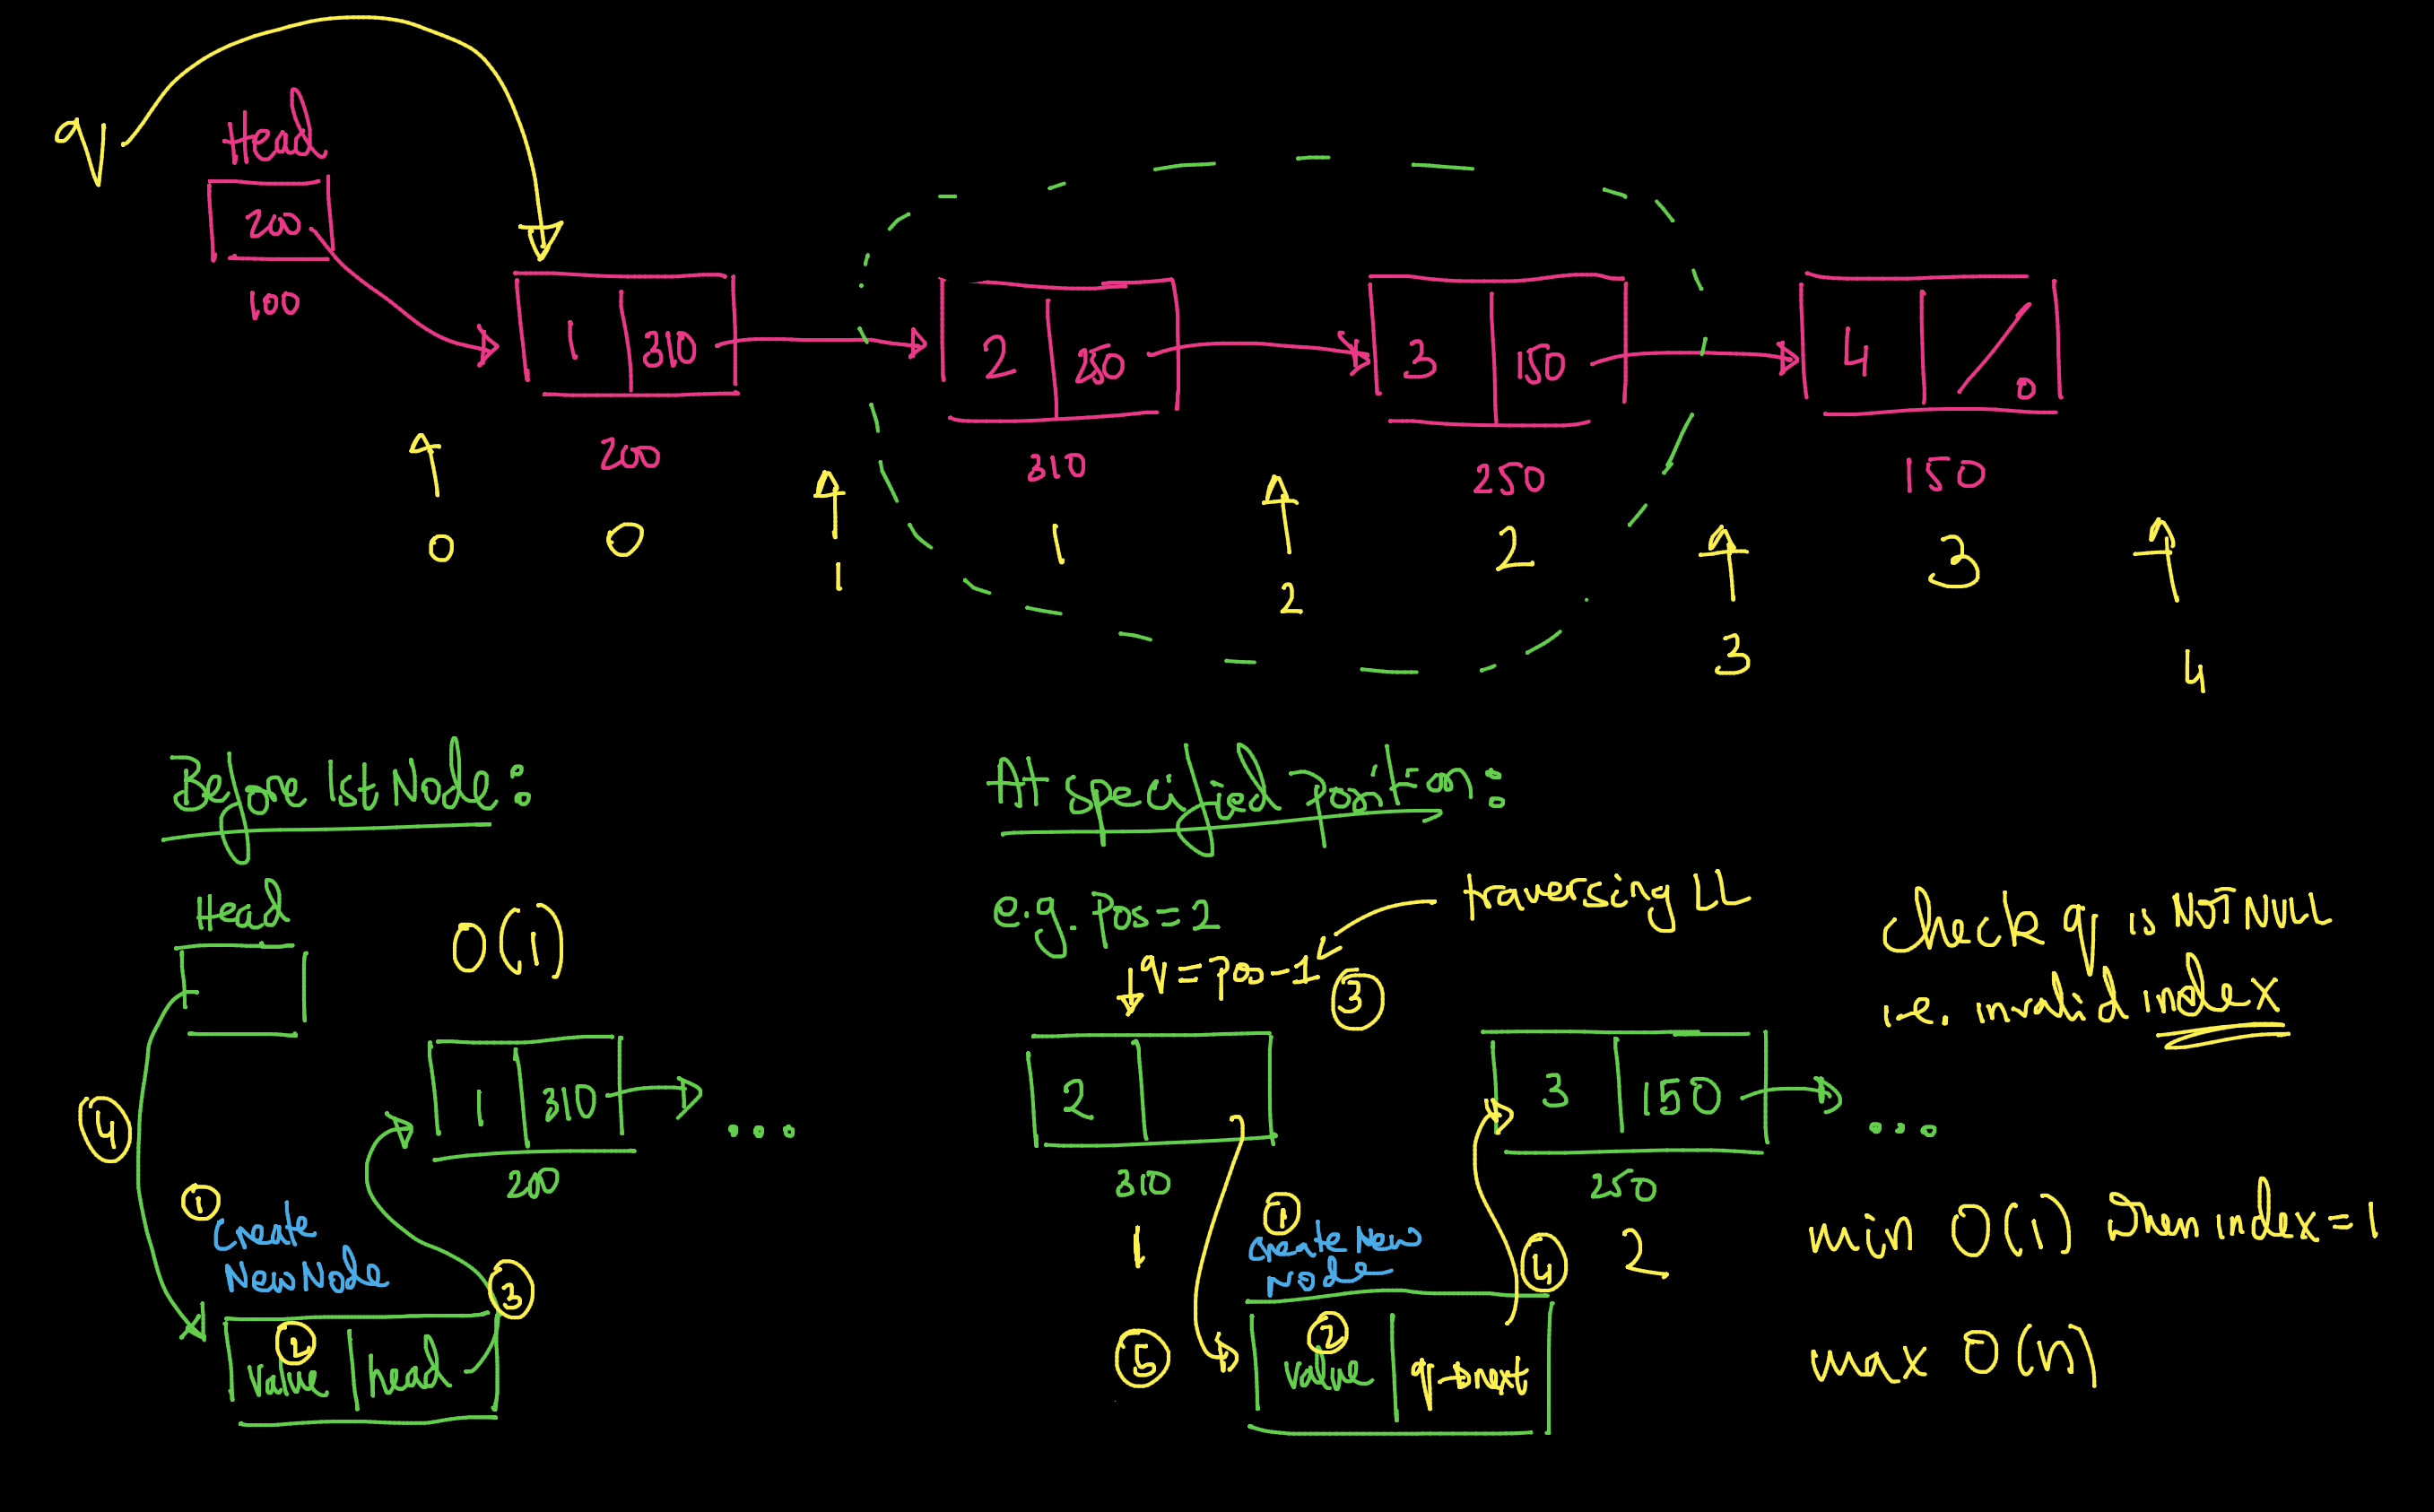 q
Head
200
100
1 310
2 250
3 150
4 0
200
310
250
150
0 0 1 1 2 2 3 3 4
Before 1st Node:
Head
O(1)
1 310
...
200
4
1
Create
New Node
3
2
value head
At specified position:
e.g. Pos=2
traversing LL
q = pos-1
3
2
3 150
...
310
250
1
2
1
Create New
Node
4
5
2
value q→next
check q is NOT NULL
i.e. invalid index
min O(1) when index=1
max O(n)